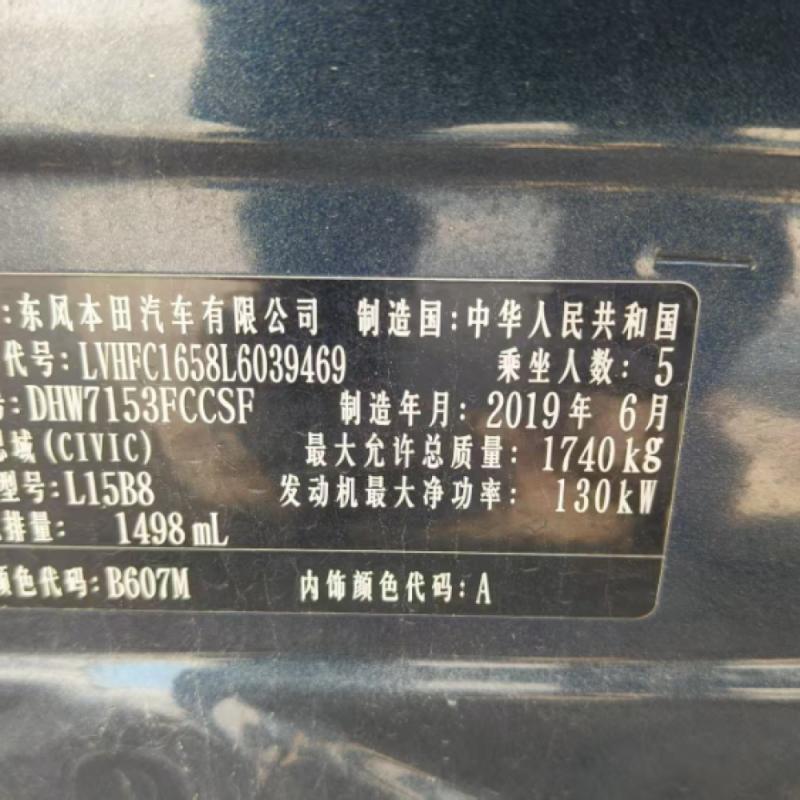 :东风本田汽车有限公司 制造国:中华人民共和国
代号:LVHFC1658L6039469 乘坐人数:5
号:DHW7153FCCSF 制造年月:2019年 6月
思域(CIVIC) 最大允许总质量:1740kg
型号:L15B8 发动机最大净功率:130kW
排量: 1498mL
颜色代码:B607M 内饰颜色代码:A